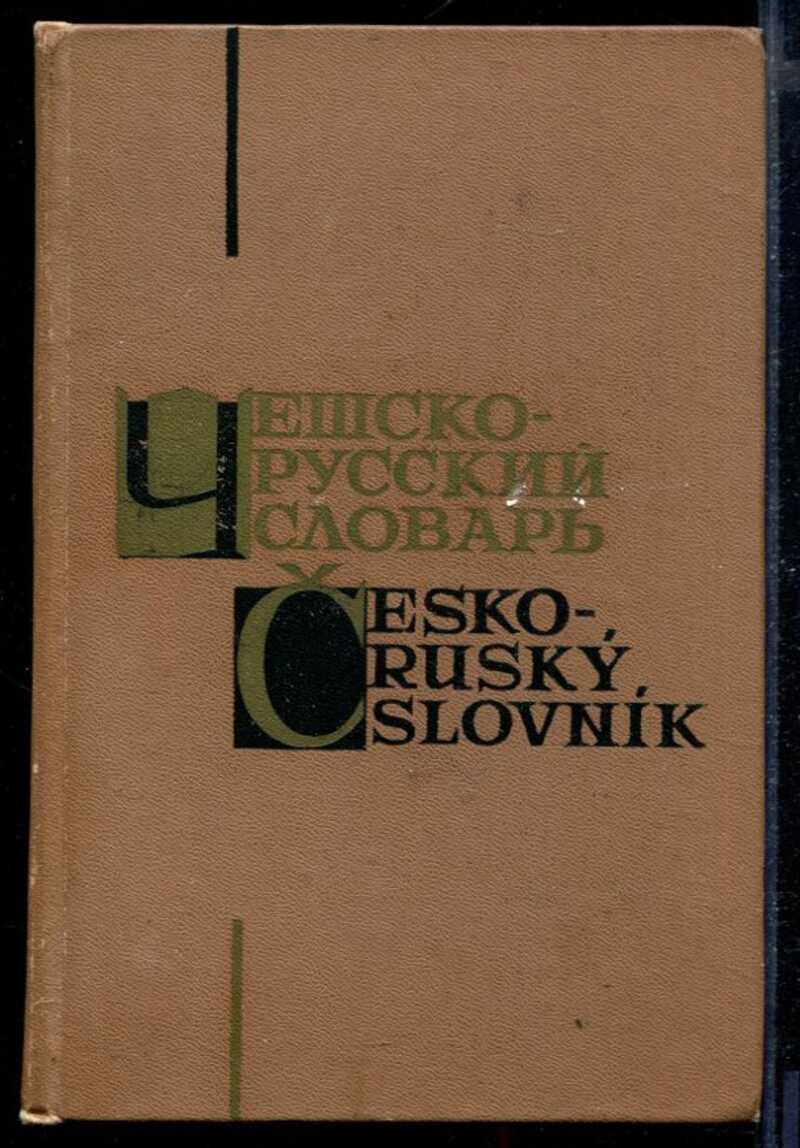 ЧЕШСКО-
РУССКИЙ
СЛОВАРЬ
ČESKO-
RUSKÝ
SLOVNÍK